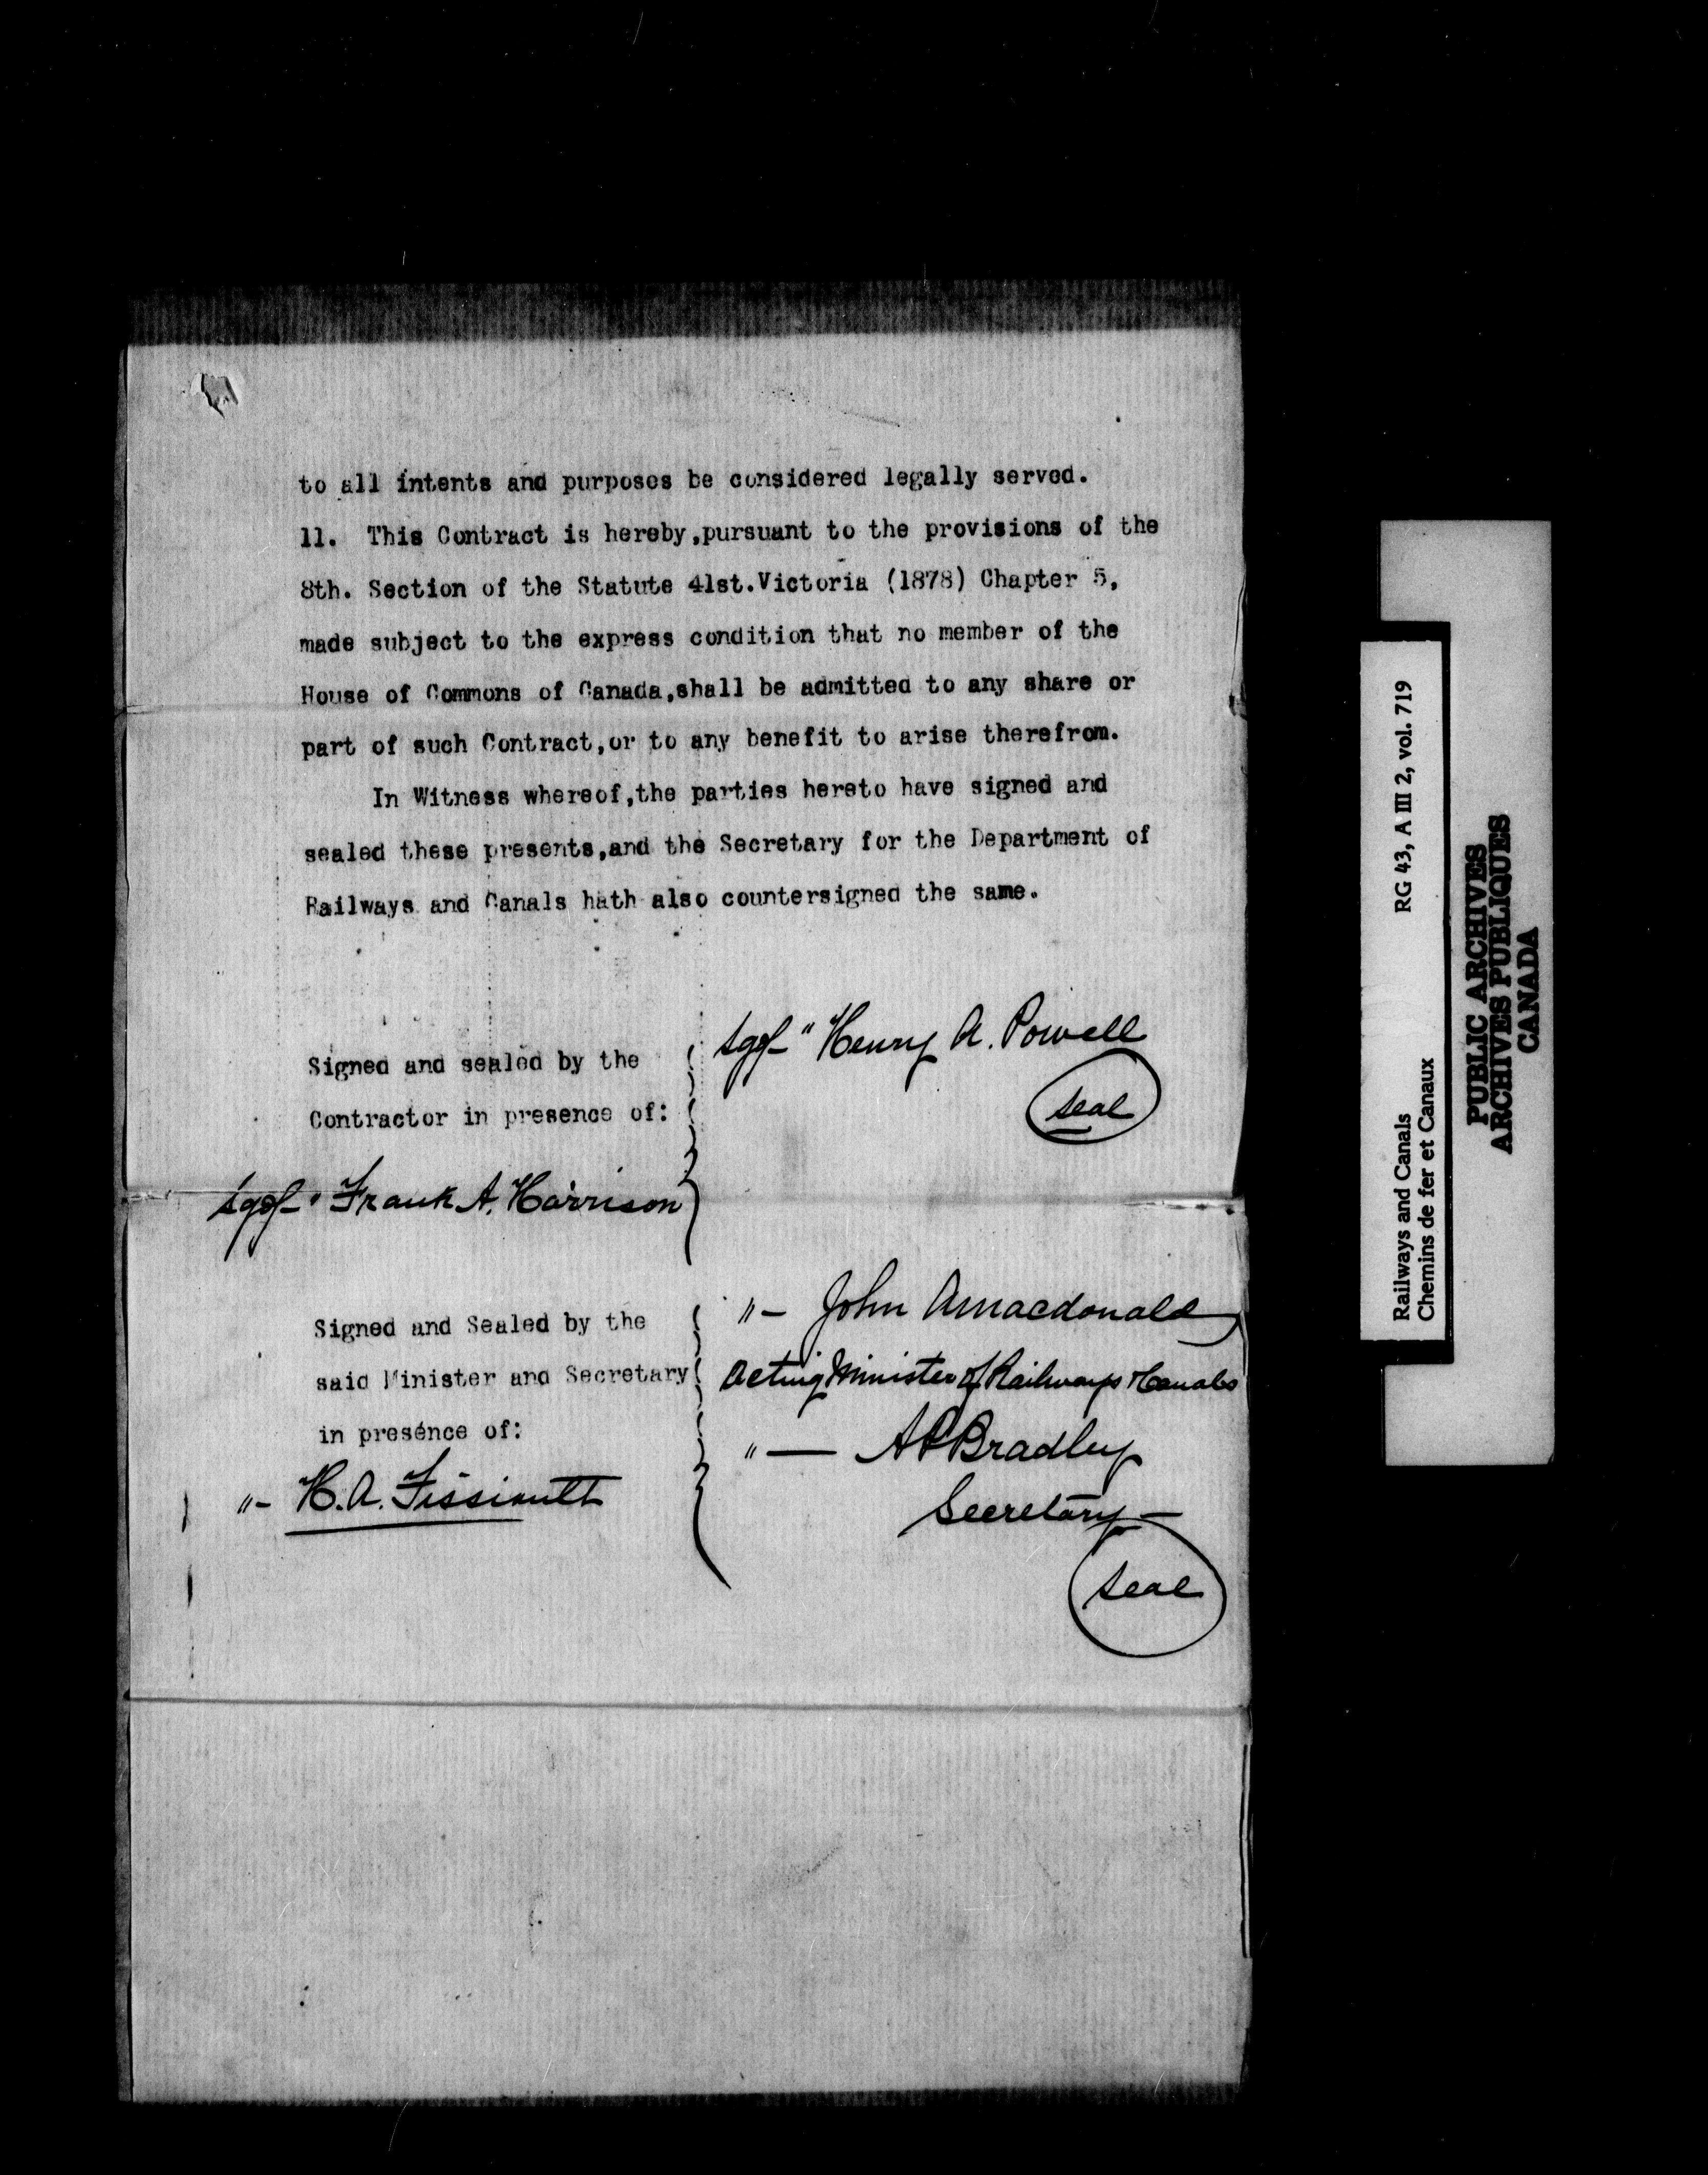 to all intents and purposes be considered legally served.
11. This Contract is hereby,pursuant to the provisions of the
8th. Section of the Statute 41st.Victoria (1878) Chapter 5,
made subject to the express condition that no member of the
House of Commons of Canada,shall be admitted to any share or
part of such Contract,or to any benefit to arise therefrom.
In Witness whereof,the parties hereto have signed and
sealed these presents,and the Secretary for the Department of
Railways and Canals hath also countersigned the same.
sgd- " Henry A. Powell
Signed and sealed by the
seal
Contractor in presence of:
sgd- " Frank A. Harrison
"- John A Macdonald
Signed and Sealed by the
Acting Minister of Railways & Canals
said Minister and Secretary
in presence of:
"- A P Bradley
"- H. A. Fissiault
Secretary-
seal
Railways and Canals RG 43, A III 2, vol. 719
Chemins de fer et Canaux
PUBLIC ARCHIVES
ARCHIVES PUBLIQUES
CANADA